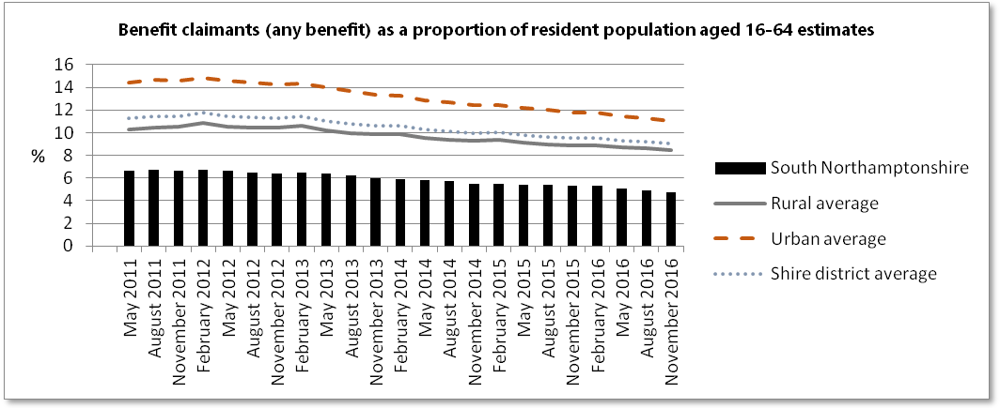 Benefit claimants (any benefit) as a proportion of resident population aged 16-64 estimates
16
14
12
10
8
6
4
2
0
%
May 2011
August 2011
November 2011
February 2012
May 2012
August 2012
November 2012
February 2013
May 2013
August 2013
November 2013
February 2014
May 2014
August 2014
November 2014
February 2015
May 2015
August 2015
November 2015
February 2016
May 2016
August 2016
November 2016
South Northamptonshire
Rural average
Urban average
Shire district average